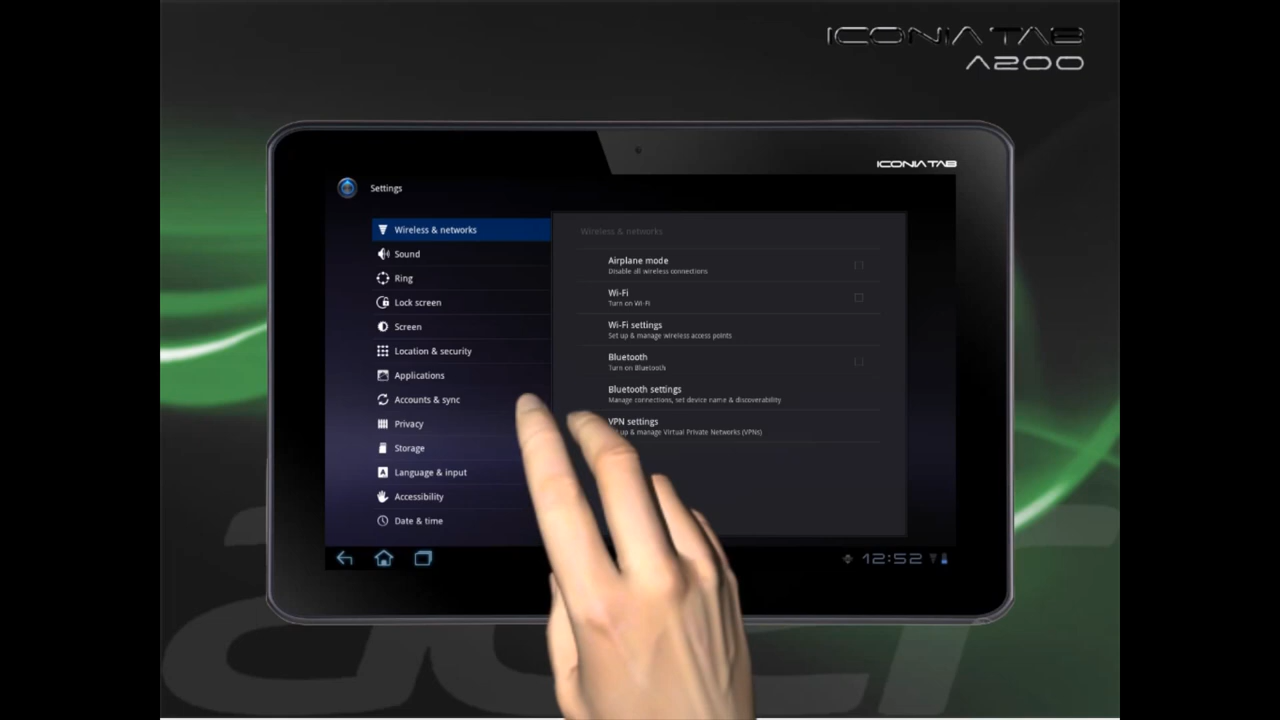 ICONIA TAB
A200
ICONIA TAB
Settings
Wireless & networks
Sound
Ring
Lock screen
Screen
Location & security
Applications
Accounts & sync
Privacy
Storage
Language & input
Accessibility
Date & time
Wireless & networks
Airplane mode
Disable all wireless connections
Wi-Fi
Turn on Wi-Fi
Wi-Fi settings
Set up & manage wireless access points
Bluetooth
Turn on Bluetooth
Bluetooth settings
Manage connections, set device name & discoverability
VPN settings
up & manage Virtual Private Networks (VPNs)
12:52
acer